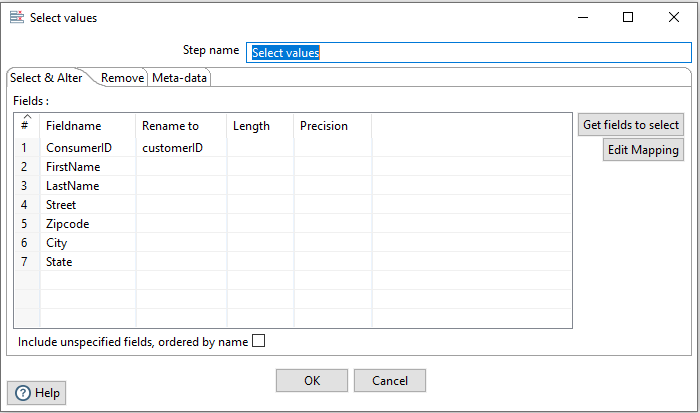 Select values
Step name Select values
Select & Alter Remove Meta-data
Fields :
# Fieldname Rename to Length Precision
1 ConsumerID customerID
2 FirstName
3 LastName
4 Street
5 Zipcode
6 City
7 State
Get fields to select
Edit Mapping
Include unspecified fields, ordered by name
OK Cancel
Help